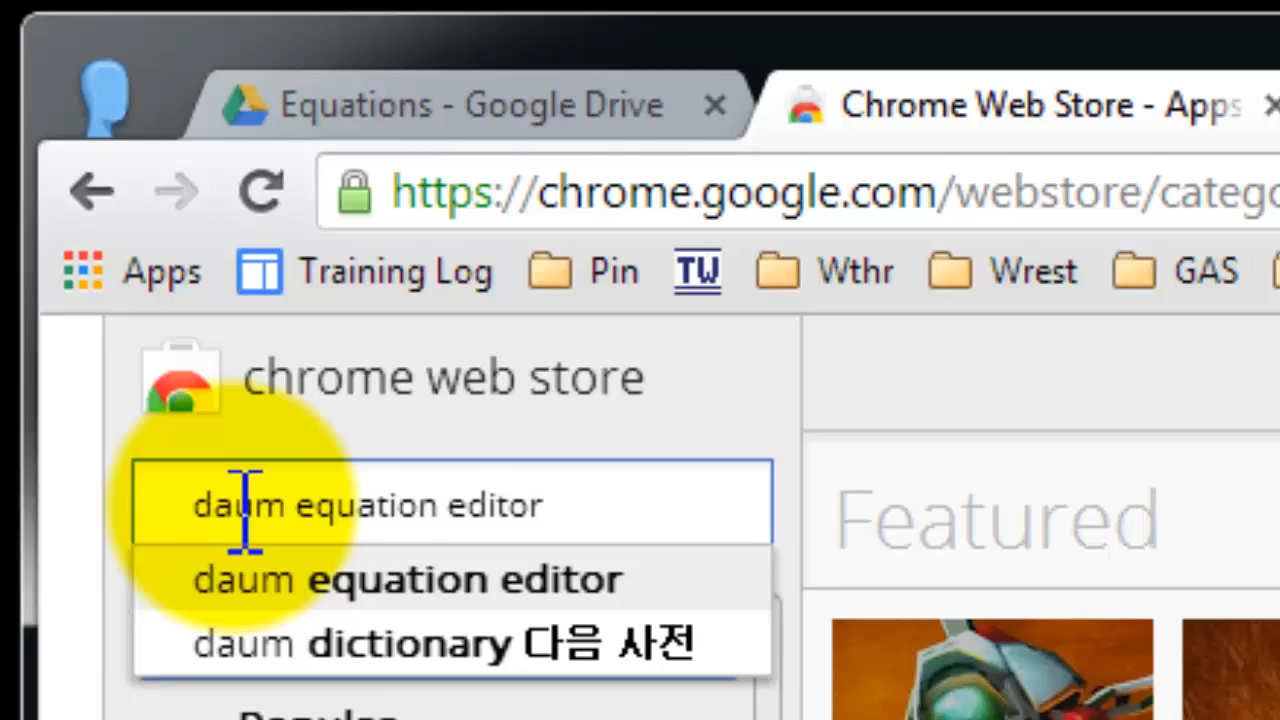 Equations - Google Drive
Chrome Web Store - Apps
https://chrome.google.com/webstore/catego
Apps Training Log Pin TW Wthr Wrest GAS
chrome web store
daum equation editor
Featured
daum equation editor
daum dictionary 다음 사전
Popular